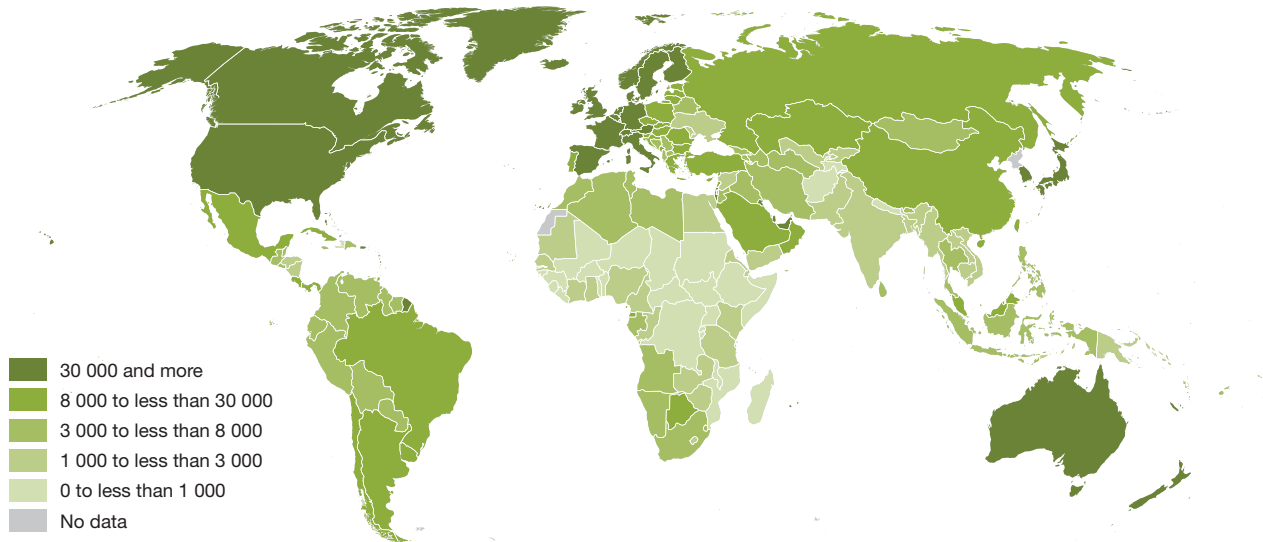 30 000 and more
8 000 to less than 30 000
3 000 to less than 8 000
1 000 to less than 3 000
0 to less than 1 000
No data